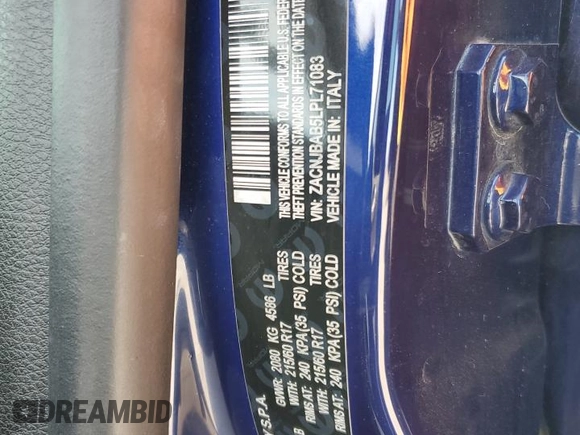 THIS VEHICLE CONFORMS TO ALL APPLICABLE U.S. FEDER
THEFT PREVENTION STANDARDS IN EFFECT ON THE DATE
VIN: ZACNJBAB5LPL71083
VEHICLE MADE IN: ITALY
S.P.A.
GVWR: 2080 KG 4586 LB
WITH: 215/60 R17 TIRES
RIMS AT: 240 KPA(35 PSI) COLD
WITH: 215/60 R17 TIRES
RIMS AT: 240 KPA(35 PSI) COLD
DREAMBID